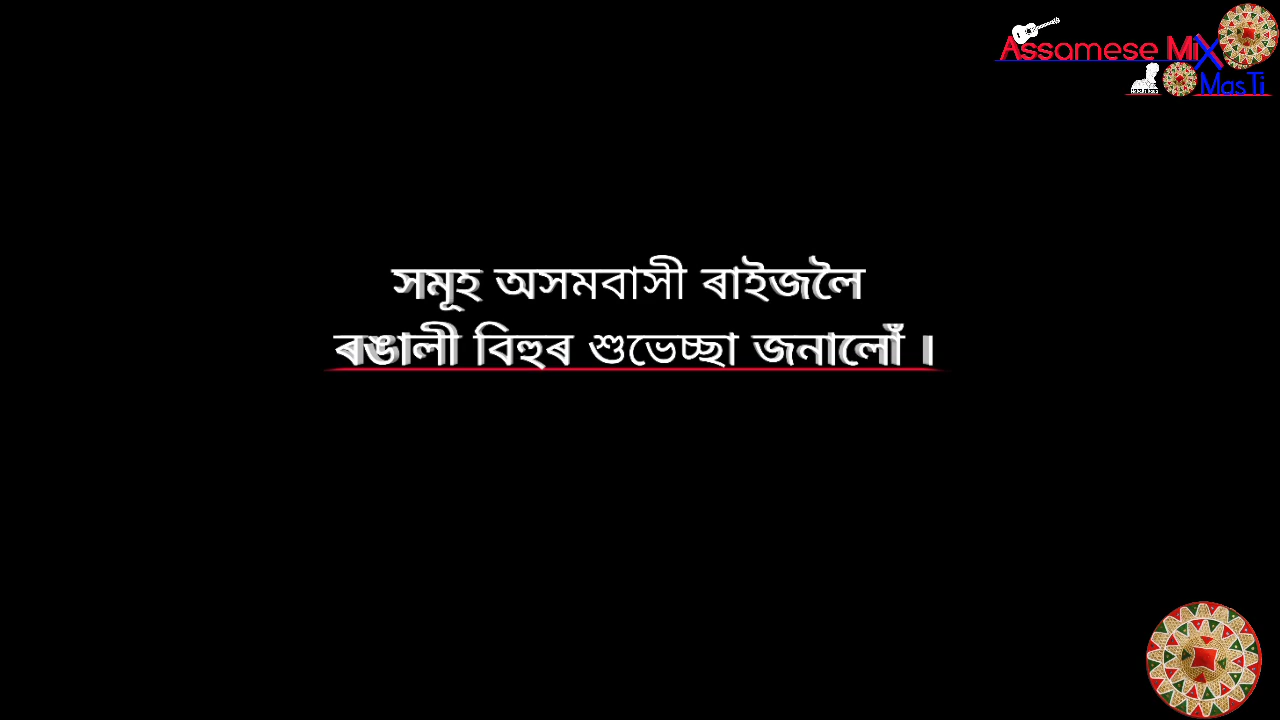 Assamese MiX
MasTi
সমূহ অসমবাসী ৰাইজলৈ
ৰঙালী বিহুৰ শুভেচ্ছা জনালোঁ ।